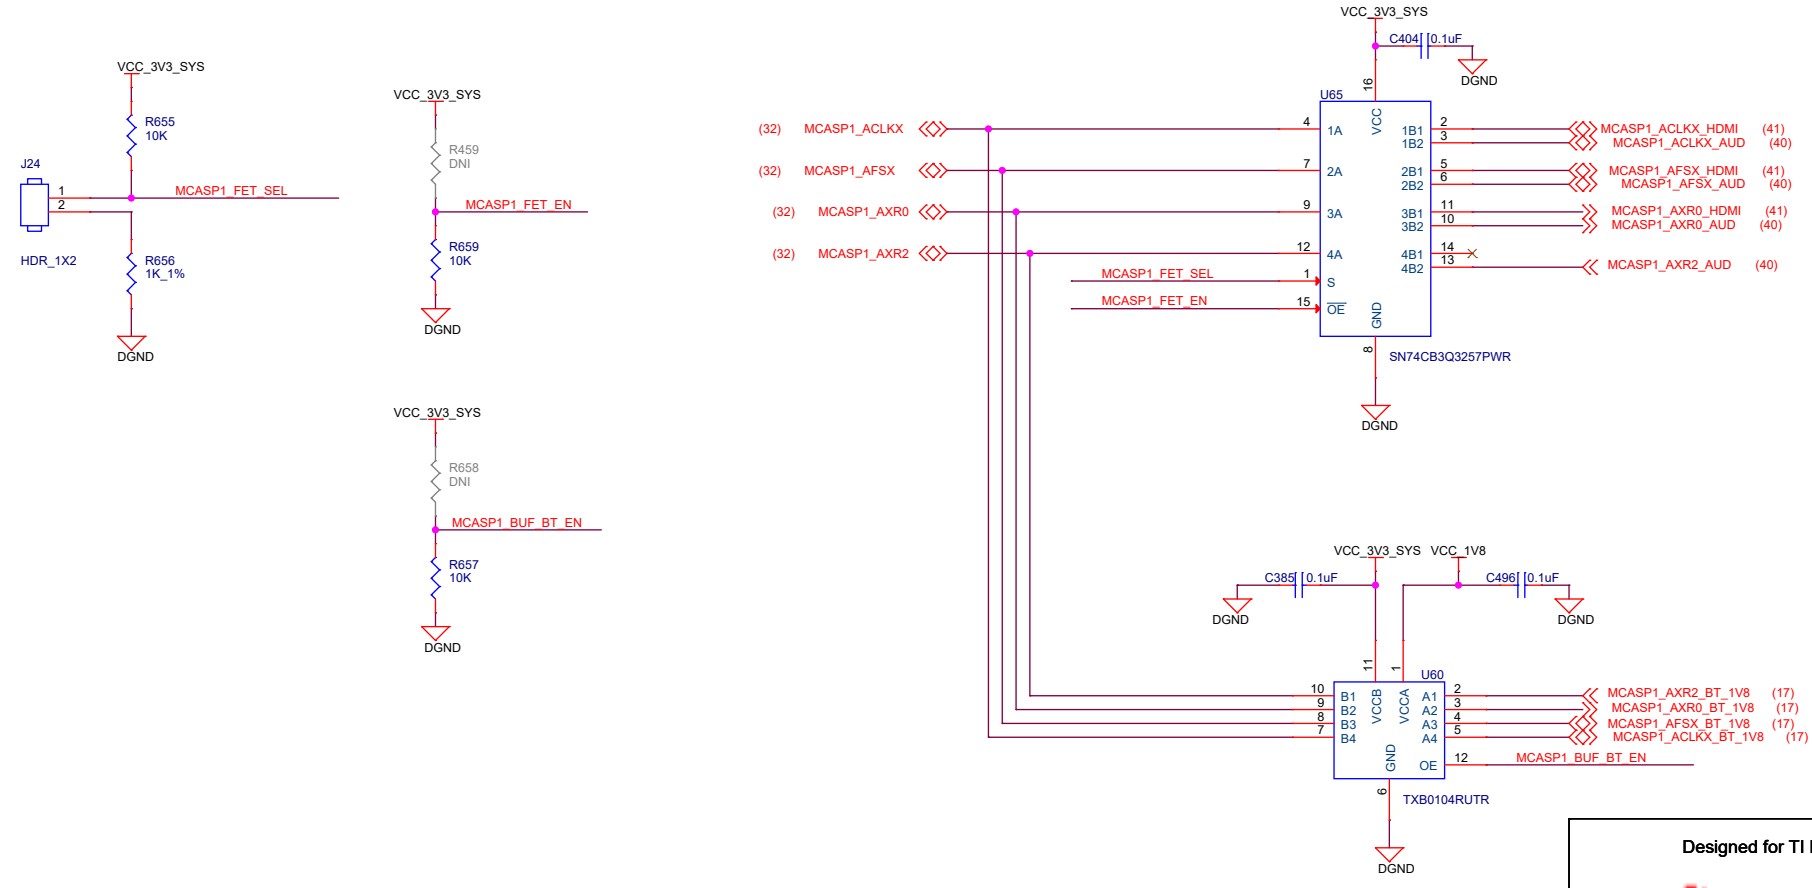 VCC_3V3_SYS
R655
10K
J24
1
2
MCASP1_FET_SEL
HDR_1X2
R656
1K_1%
DGND
VCC_3V3_SYS
R459
DNI
MCASP1_FET_EN
R659
10K
DGND
VCC_3V3_SYS
R658
DNI
MCASP1_BUF_BT_EN
R657
10K
DGND
VCC_3V3_SYS
C404 0.1uF
DGND
16
U65
VCC
(32) MCASP1_ACLKX 4 1A
1B1 2 MCASP1_ACLKX_HDMI (41)
1B2 3 MCASP1_ACLKX_AUD (40)
(32) MCASP1_AFSX 7 2A
2B1 5 MCASP1_AFSX_HDMI (41)
2B2 6 MCASP1_AFSX_AUD (40)
(32) MCASP1_AXR0 9 3A
3B1 11 MCASP1_AXR0_HDMI (41)
3B2 10 MCASP1_AXR0_AUD (40)
(32) MCASP1_AXR2 12 4A
4B1 14
4B2 13 MCASP1_AXR2_AUD (40)
MCASP1_FET_SEL 1 S
MCASP1_FET_EN 15 OE
GND
8
SN74CB3Q3257PWR
DGND
VCC_3V3_SYS VCC_1V8
C385 0.1uF
C496 0.1uF
DGND
DGND
11
1
U60
VCCB
VCCA
10 B1 A1 2 MCASP1_AXR2_BT_1V8 (17)
9 B2 A2 3 MCASP1_AXR0_BT_1V8 (17)
8 B3 A3 4 MCASP1_AFSX_BT_1V8 (17)
7 B4 A4 5 MCASP1_ACLKX_BT_1V8 (17)
GND
OE 12 MCASP1_BUF_BT_EN
6
TXB0104RUTR
DGND
Designed for TI